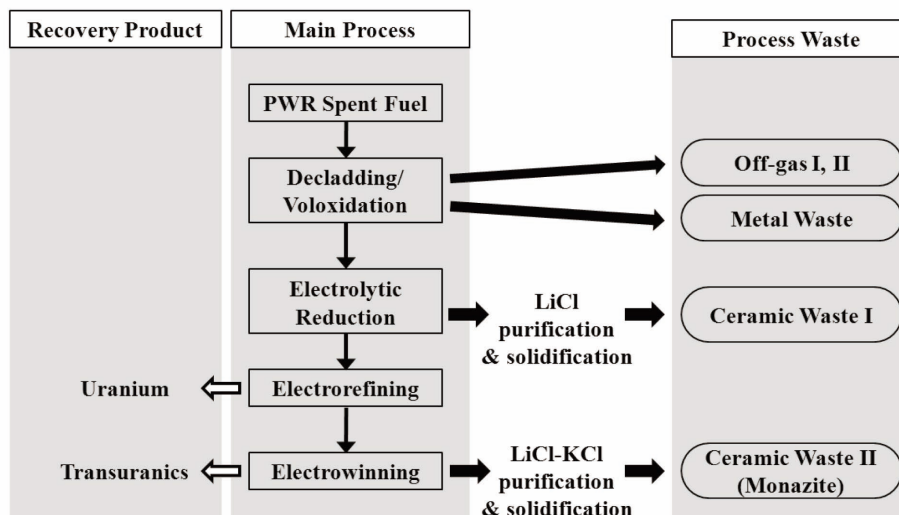 Recovery Product
Main Process
Process Waste
PWR Spent Fuel
Decladding/
Voloxidation
Off-gas I, II
Metal Waste
Electrolytic
Reduction
LiCl
purification
& solidification
Ceramic Waste I
Uranium
Electrorefining
Transuranics
Electrowinning
LiCl-KCl
purification
& solidification
Ceramic Waste II
(Monazite)